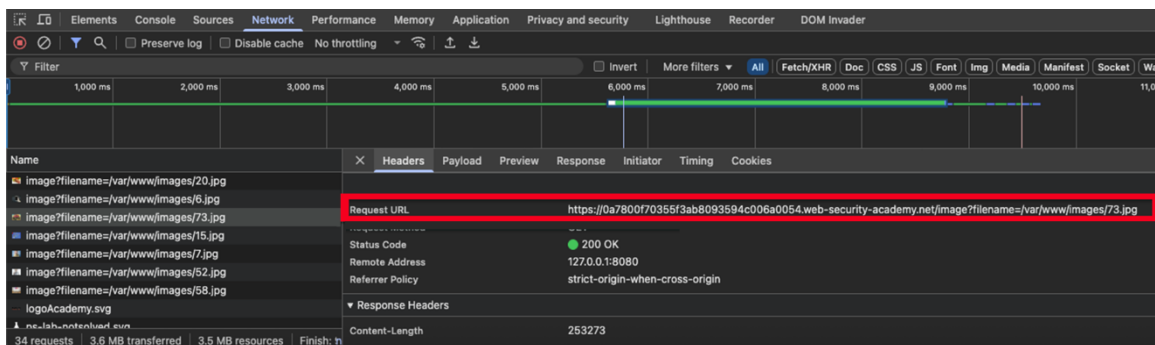 Elements Console Sources Network Performance Memory Application Privacy and security Lighthouse Recorder DOM Invader
Preserve log Disable cache No throttling
Filter Invert More filters All Fetch/XHR Doc CSS JS Font Img Media Manifest Socket
1,000 ms 2,000 ms 3,000 ms 4,000 ms 5,000 ms 6,000 ms 7,000 ms 8,000 ms 9,000 ms 10,000 ms
Name
Headers Payload Preview Response Initiator Timing Cookies
image?filename=/var/www/images/20.jpg
image?filename=/var/www/images/6.jpg
image?filename=/var/www/images/73.jpg
image?filename=/var/www/images/15.jpg
image?filename=/var/www/images/7.jpg
image?filename=/var/www/images/52.jpg
image?filename=/var/www/images/58.jpg
logoAcademy.svg
34 requests 3.6 MB transferred 3.5 MB resources Finish:
Request URL https://0a7800f70355f3ab8093594c006a0054.web-security-academy.net/image?filename=/var/www/images/73.jpg
Status Code 200 OK
Remote Address 127.0.0.1:8080
Referrer Policy strict-origin-when-cross-origin
Response Headers
Content-Length 253273